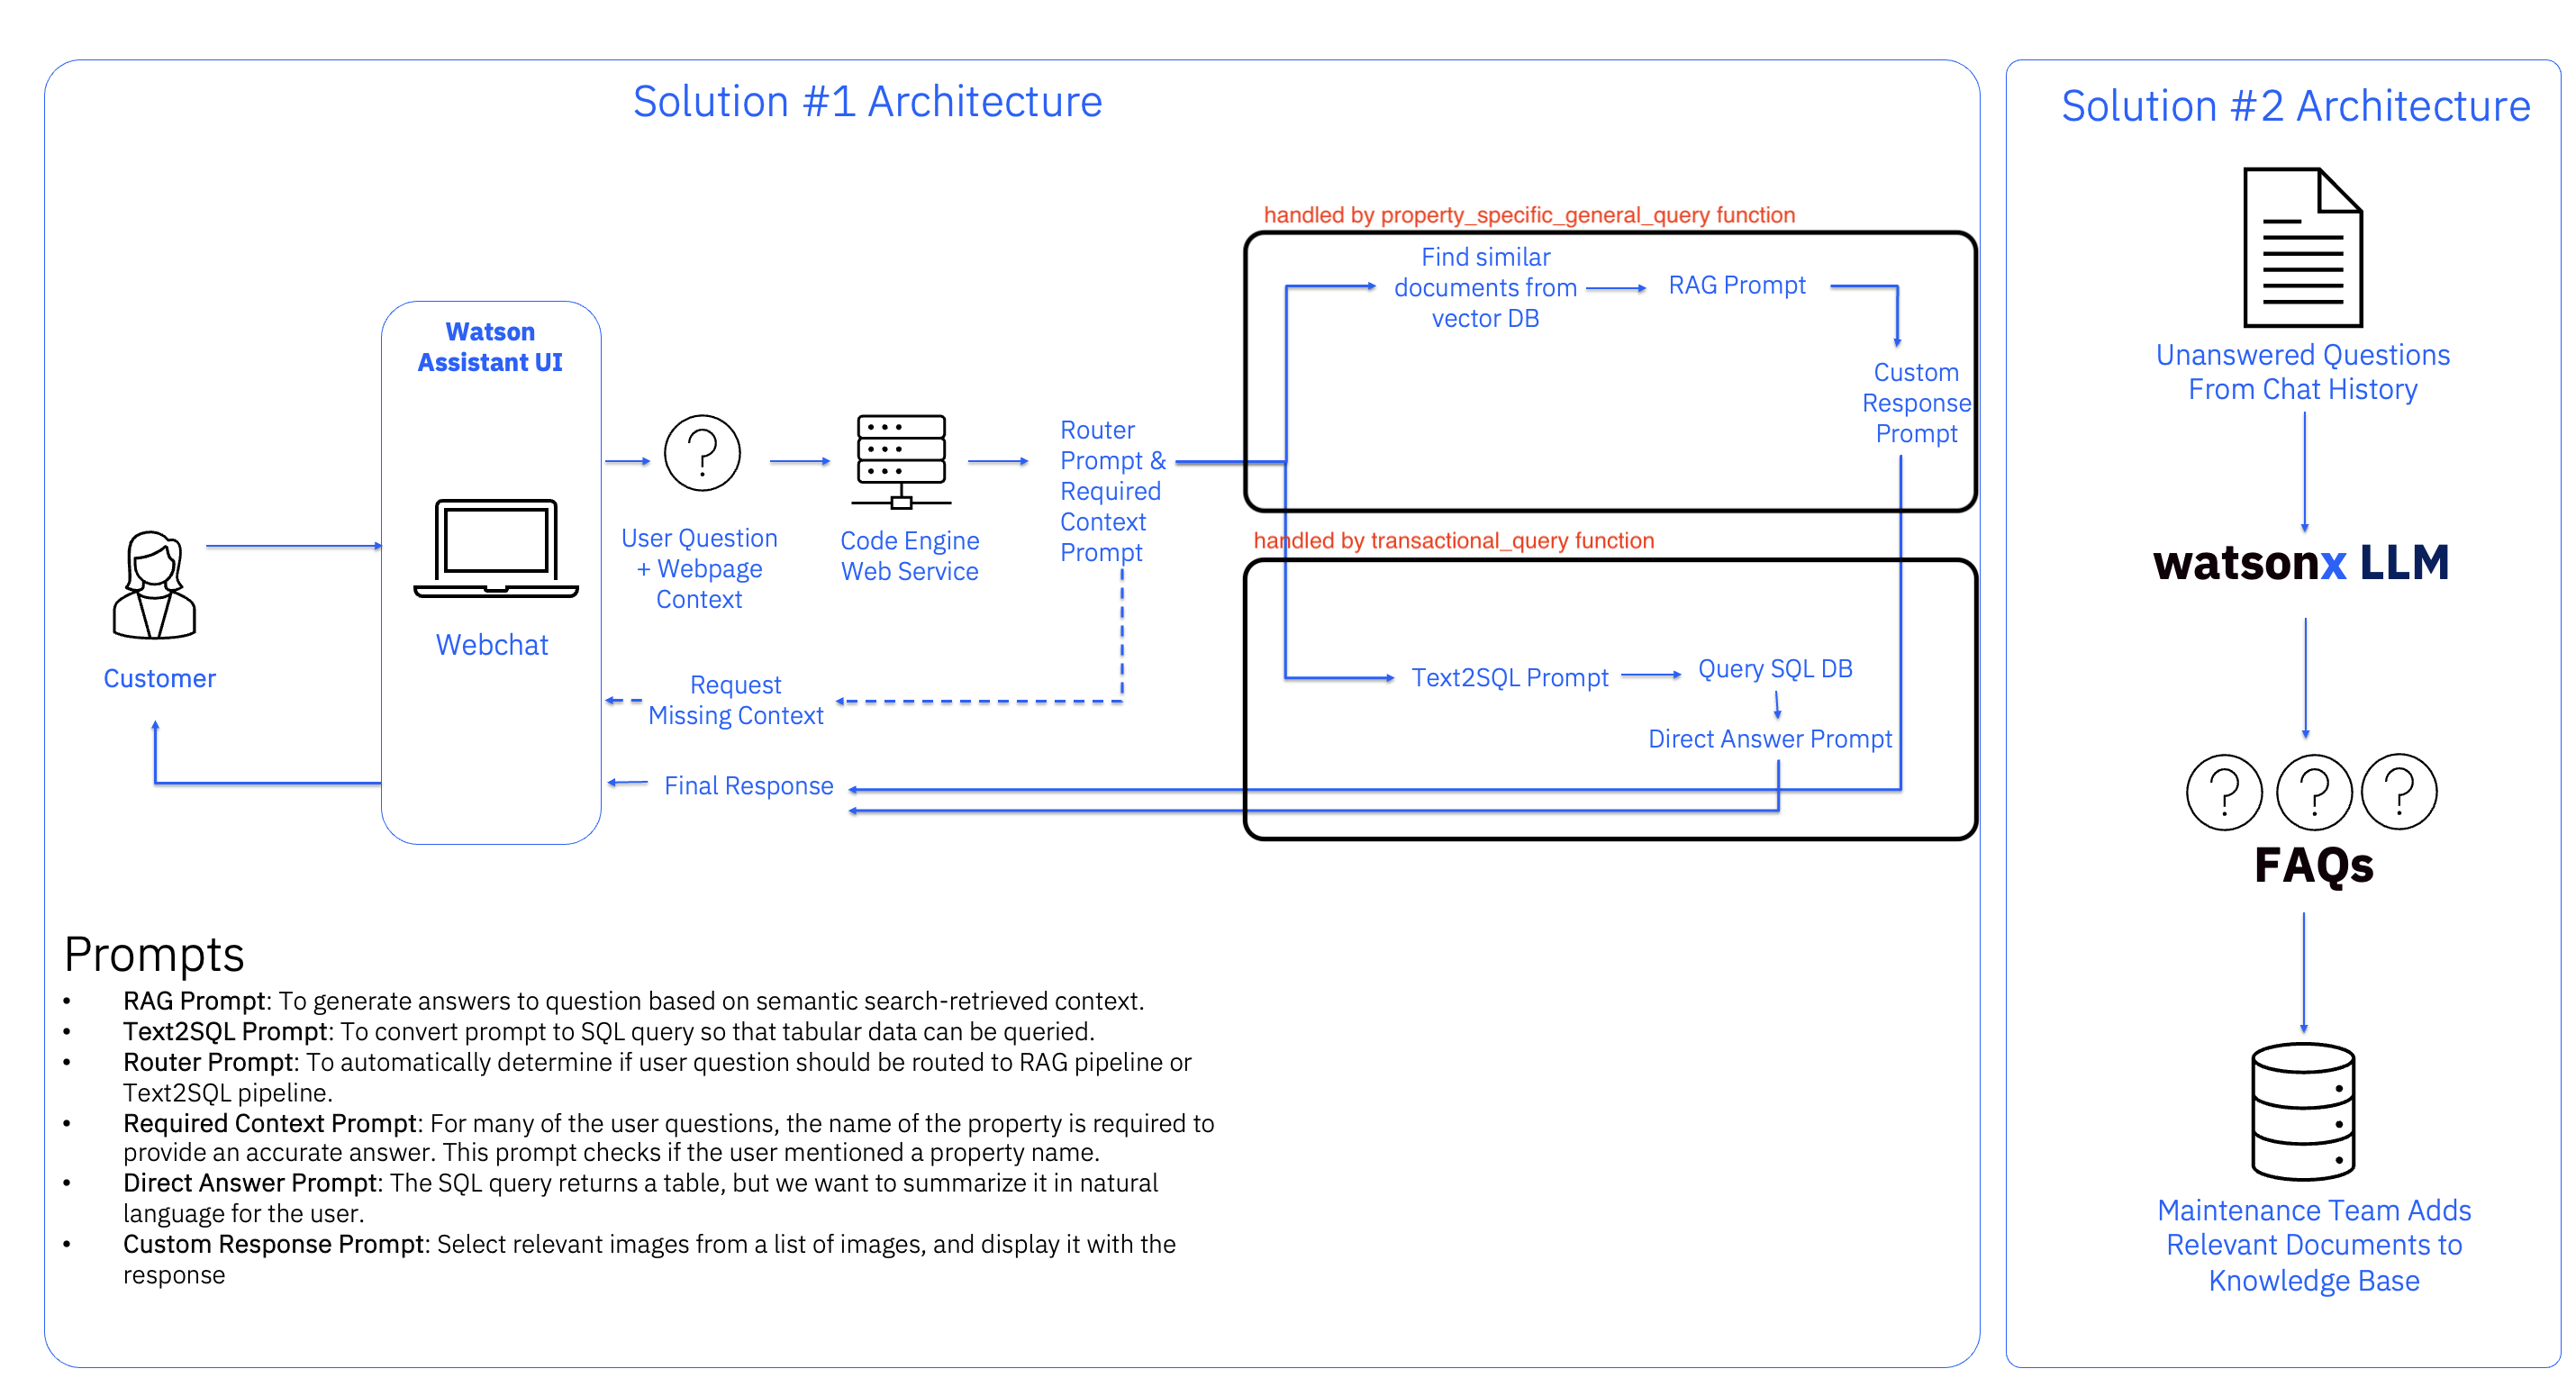 Solution #1 Architecture
handled by property_specific_general_query function
Find similar
documents from
vector DB
RAG Prompt
Custom
Response
Prompt
Watson
Assistant UI
Webchat
Customer
User Question
+ Webpage
Context
Code Engine
Web Service
Router
Prompt &
Required
Context
Prompt
handled by transactional_query function
Text2SQL Prompt
Query SQL DB
Direct Answer Prompt
Request
Missing Context
Final Response
Prompts
• RAG Prompt: To generate answers to question based on semantic search-retrieved context.
• Text2SQL Prompt: To convert prompt to SQL query so that tabular data can be queried.
• Router Prompt: To automatically determine if user question should be routed to RAG pipeline or
Text2SQL pipeline.
• Required Context Prompt: For many of the user questions, the name of the property is required to
provide an accurate answer. This prompt checks if the user mentioned a property name.
• Direct Answer Prompt: The SQL query returns a table, but we want to summarize it in natural
language for the user.
• Custom Response Prompt: Select relevant images from a list of images, and display it with the
response
Solution #2 Architecture
Unanswered Questions
From Chat History
watsonx LLM
? ? ?
FAQs
Maintenance Team Adds
Relevant Documents to
Knowledge Base